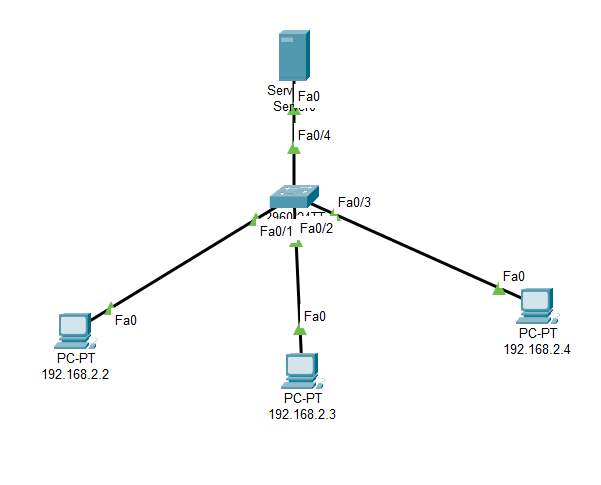 Fa0
Fa0/4
Fa0/3
Fa0/1
Fa0/2
Fa0
Fa0
Fa0
PC-PT
192.168.2.4
PC-PT
192.168.2.2
PC-PT
192.168.2.3